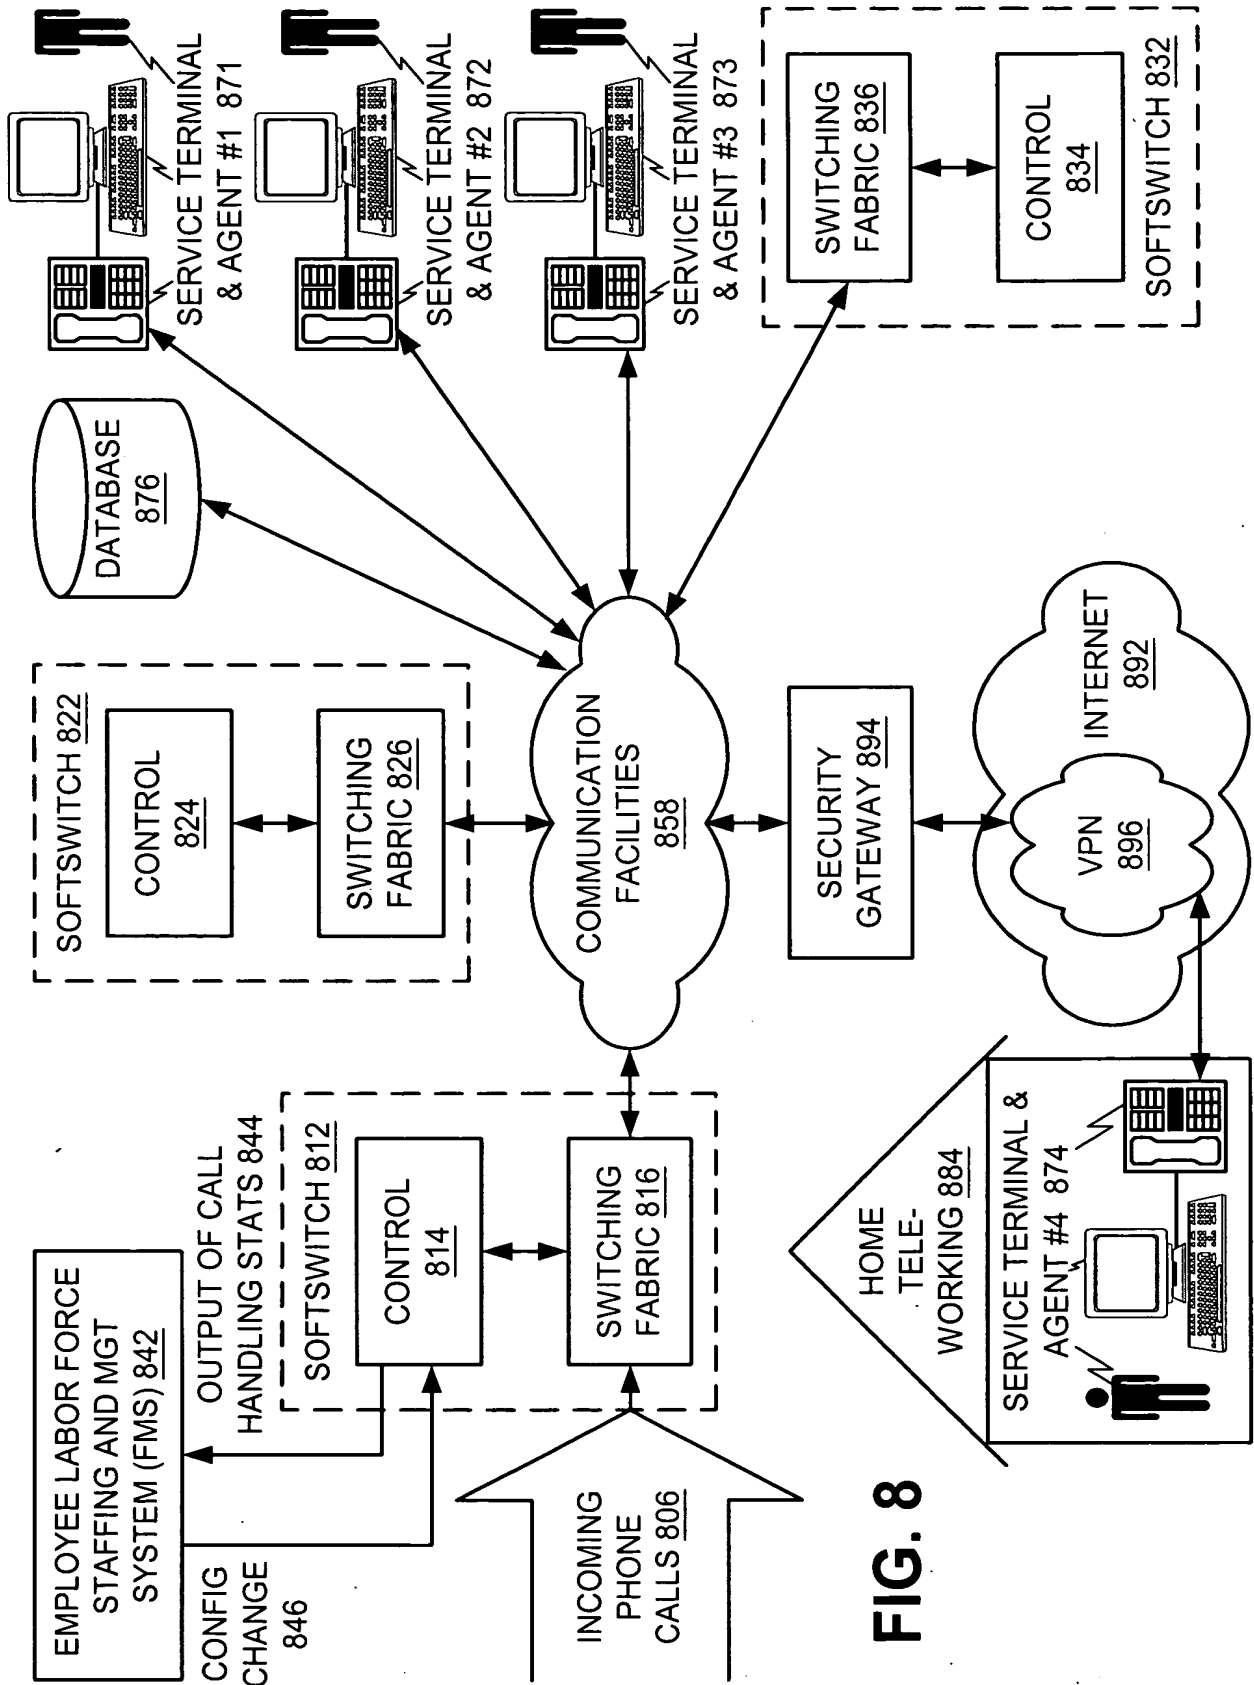 EMPLOYEE LABOR FORCE
STAFFING AND MGT
SYSTEM (FMS) 842
CONFIG
CHANGE
846
OUTPUT OF CALL
HANDLING STATS 844
SOFTSWITCH 812
CONTROL
814
SWITCHING
FABRIC 816
INCOMING
PHONE
CALLS 806
SOFTSWITCH 822
CONTROL
824
SWITCHING
FABRIC 826
DATABASE
876
COMMUNICATION
FACILITIES
858
SERVICE TERMINAL
& AGENT #1 871
SERVICE TERMINAL
& AGENT #2 872
SERVICE TERMINAL
& AGENT #3 873
SWITCHING
FABRIC 836
CONTROL
834
SOFTSWITCH 832
SECURITY
GATEWAY 894
INTERNET
892
VPN
896
HOME
TELE-
WORKING 884
SERVICE TERMINAL &
AGENT #4 874
FIG. 8